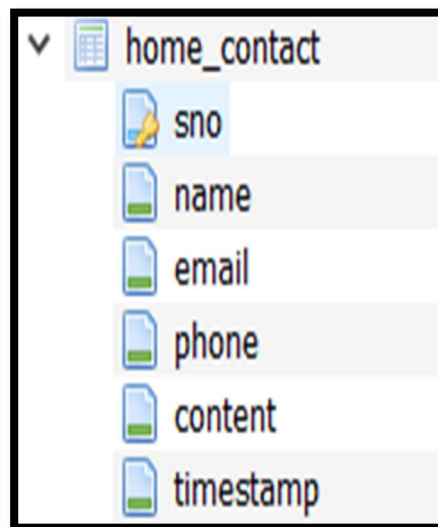 home_contact
sno
name
email
phone
content
timestamp